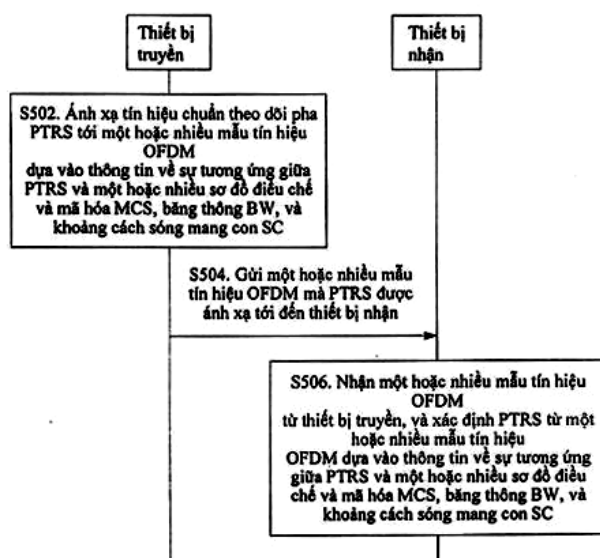 Thiết bị
truyền
Thiết bị
nhận
S502. Ánh xạ tín hiệu chuẩn theo dõi pha
PTRS tới một hoặc nhiều mẫu tín hiệu
OFDM
dựa vào thông tin về sự tương ứng giữa
PTRS và một hoặc nhiều sơ đồ điều chế
và mã hóa MCS, băng thông BW, và
khoảng cách sóng mang con SC
S504. Gửi một hoặc nhiều mẫu
tín hiệu OFDM mà PTRS được
ánh xạ tới đến thiết bị nhận
S506. Nhận một hoặc nhiều mẫu tín hiệu
OFDM
từ thiết bị truyền, và xác định PTRS từ một
hoặc nhiều mẫu tín hiệu
OFDM dựa vào thông tin về sự tương ứng
giữa PTRS và một hoặc nhiều sơ đồ điều
chế và mã hóa MCS, băng thông BW, và
khoảng cách sóng mang con SC